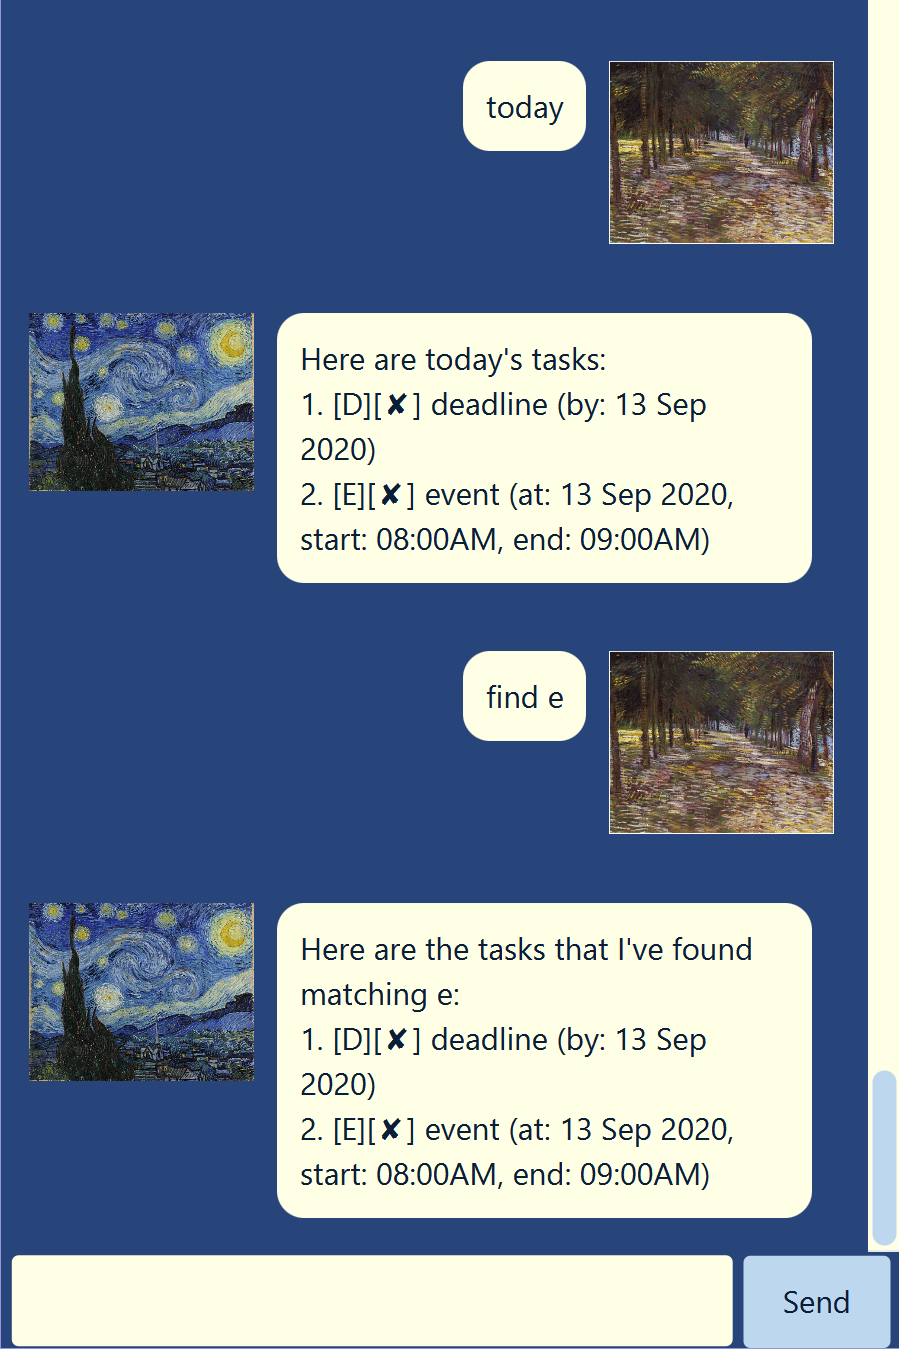 today
Here are today's tasks:
1. [D][✘] deadline (by: 13 Sep
2020)
2. [E][✘] event (at: 13 Sep 2020,
start: 08:00AM, end: 09:00AM)
find e
Here are the tasks that I've found
matching e:
1. [D][✘] deadline (by: 13 Sep
2020)
2. [E][✘] event (at: 13 Sep 2020,
start: 08:00AM, end: 09:00AM)
Send